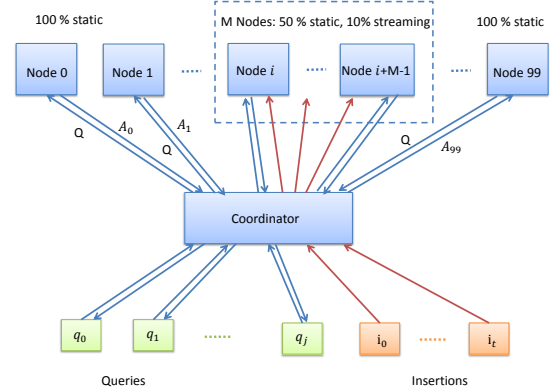 100 % static
M Nodes: 50 % static, 10% streaming
100 % static
Node 0
Node 1
......
Node i
......
Node i+M-1
......
Node 99
Q
A₀
Q
A₁
Q
A₉₉
Coordinator
q₀
q₁
......
qⱼ
i₀
......
iₜ
Queries
Insertions